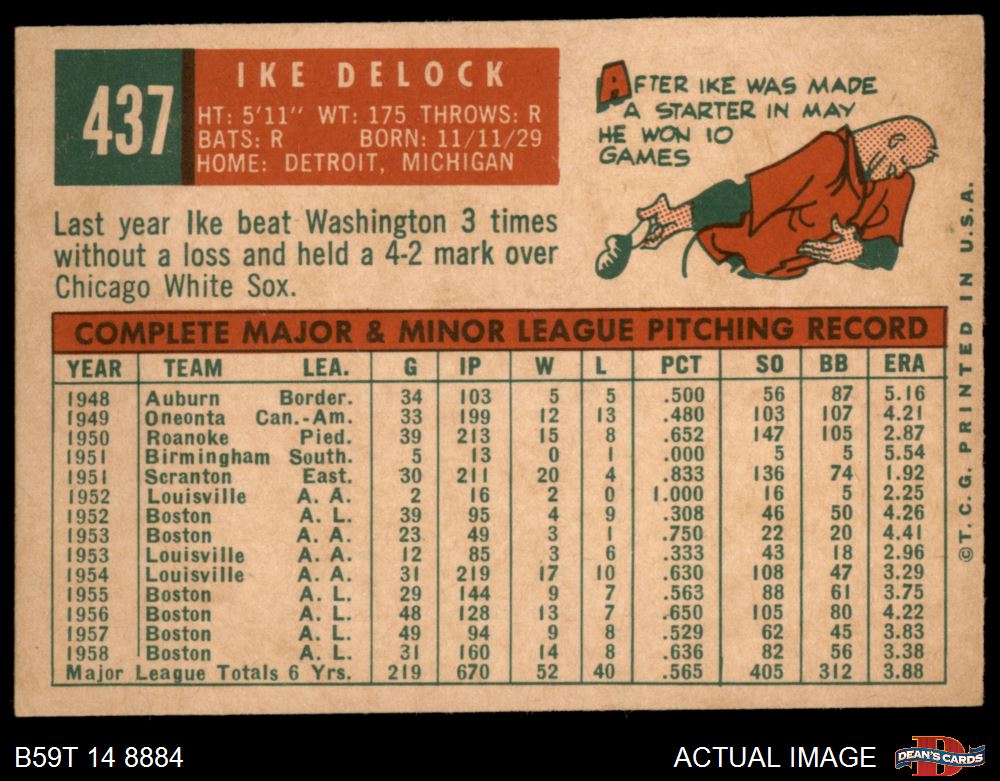 437
IKE DELOCK
HT: 5'11" WT: 175 THROWS: R
BATS: R BORN: 11/11/29
HOME: DETROIT, MICHIGAN
AFTER IKE WAS MADE
A STARTER IN MAY
HE WON 10
GAMES
Last year Ike beat Washington 3 times
without a loss and held a 4-2 mark over
Chicago White Sox.
COMPLETE MAJOR & MINOR LEAGUE PITCHING RECORD
YEAR TEAM LEA. G IP W L PCT SO BB ERA
1948 Auburn Border. 34 103 5 5 .500 56 87 5.16
1949 Oneonta Can.-Am. 33 199 12 13 .480 103 107 4.21
1950 Roanoke Pied. 39 213 15 8 .652 147 105 2.87
1951 Birmingham South. 5 13 0 1 .000 5 5 5.54
1951 Scranton East. 30 211 20 4 .833 136 74 1.92
1952 Louisville A. A. 2 16 2 0 1.000 16 5 2.25
1952 Boston A. L. 39 95 4 9 .308 46 50 4.26
1953 Boston A. A. 23 49 3 1 .750 22 20 4.41
1953 Louisville A. A. 12 85 3 6 .333 43 18 2.96
1954 Louisville A. A. 31 219 17 10 .630 108 47 3.29
1955 Boston A. L. 29 144 9 7 .563 88 61 3.75
1956 Boston A. L. 48 128 13 7 .650 105 80 4.22
1957 Boston A. L. 49 94 9 8 .529 62 45 3.83
1958 Boston A. L. 31 160 14 8 .636 82 56 3.38
Major League Totals 6 Yrs. 219 670 52 40 .565 405 312 3.88
©T. C. G. PRINTED IN U.S.A.
B59T 14 8884
ACTUAL IMAGE
D
DEAN'S CARDS